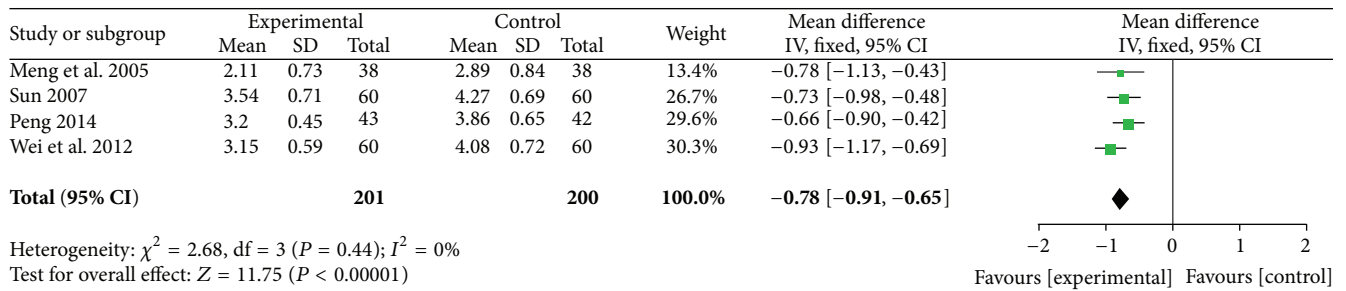 Study or subgroup Experimental Control Weight Mean difference Mean difference
Mean SD Total Mean SD Total IV, fixed, 95% CI IV, fixed, 95% CI
Meng et al. 2005 2.11 0.73 38 2.89 0.84 38 13.4% −0.78 [−1.13, −0.43]
Sun 2007 3.54 0.71 60 4.27 0.69 60 26.7% −0.73 [−0.98, −0.48]
Peng 2014 3.2 0.45 43 3.86 0.65 42 29.6% −0.66 [−0.90, −0.42]
Wei et al. 2012 3.15 0.59 60 4.08 0.72 60 30.3% −0.93 [−1.17, −0.69]
Total (95% CI) 201 200 100.0% −0.78 [−0.91, −0.65]
Heterogeneity: χ² = 2.68, df = 3 (P = 0.44); I² = 0%
Test for overall effect: Z = 11.75 (P < 0.00001)
−2 −1 0 1 2
Favours [experimental] Favours [control]